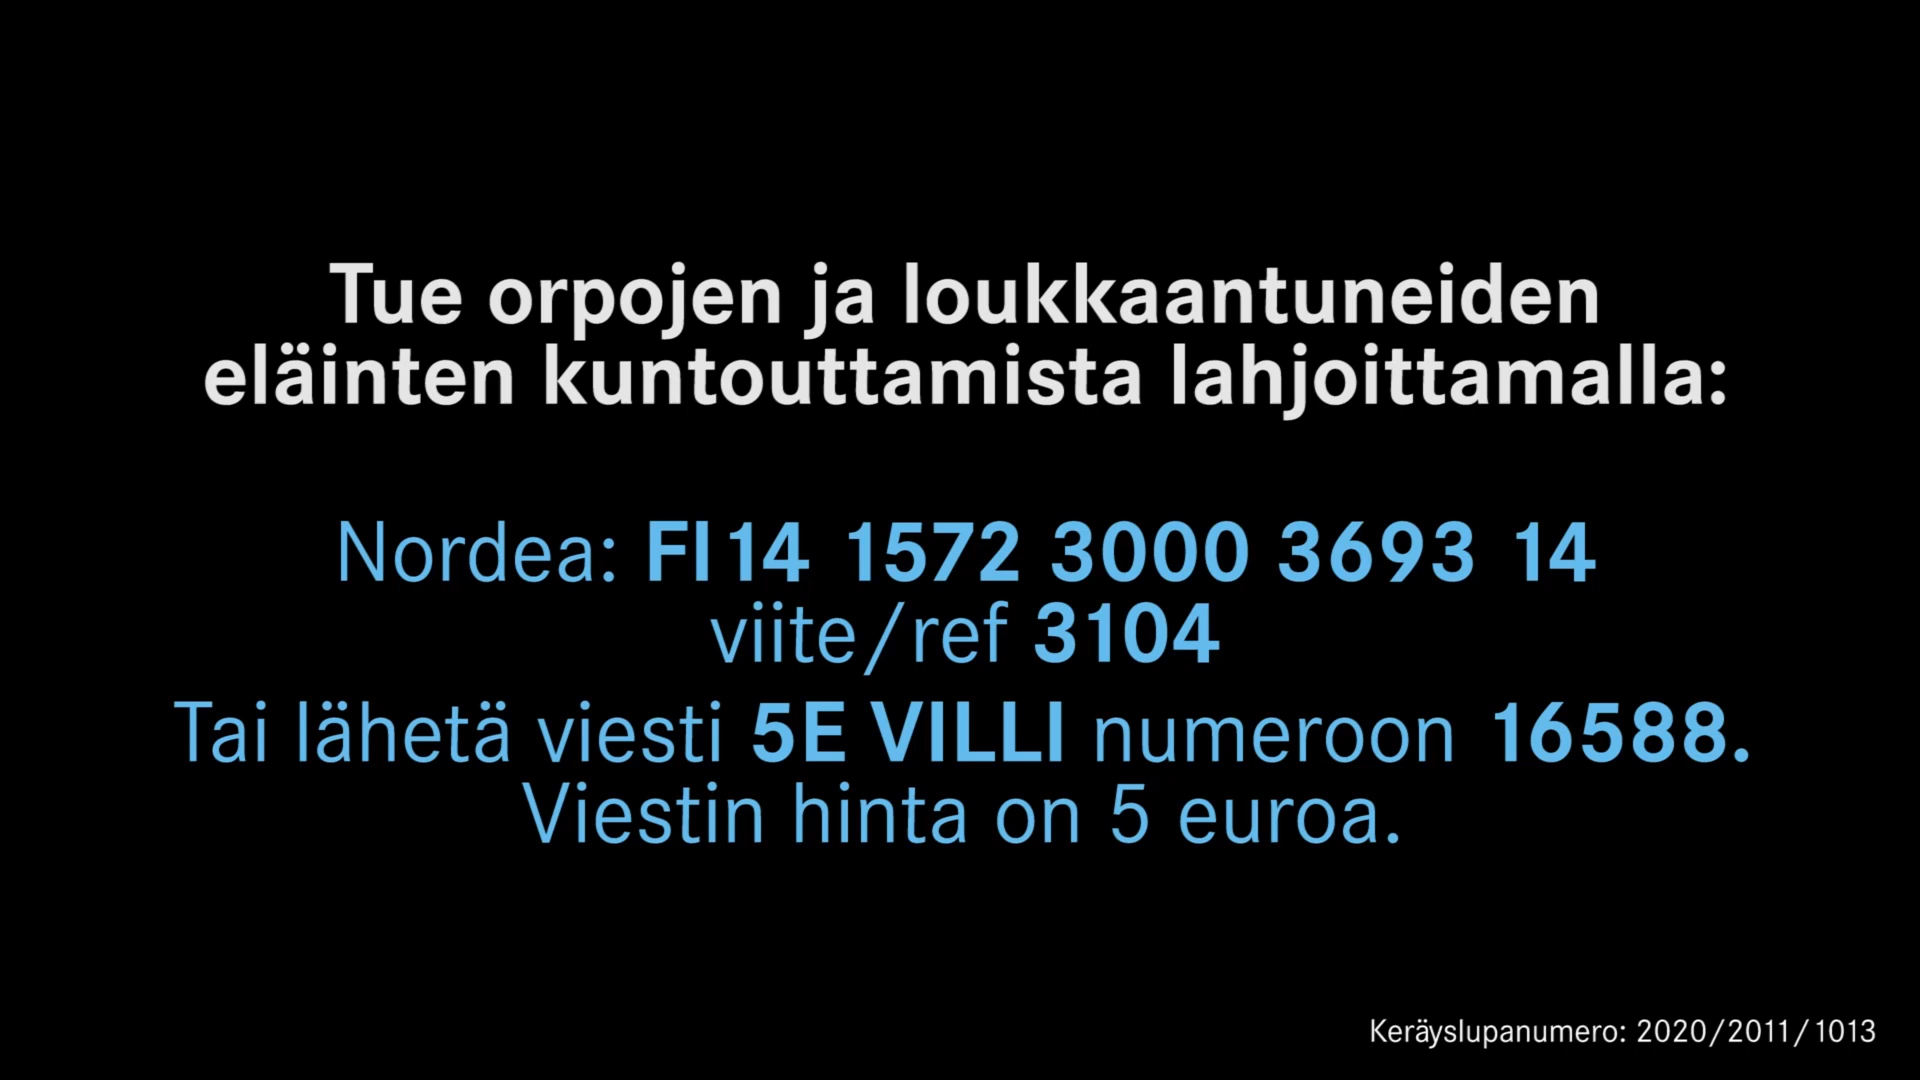 Tue orpojen ja loukkaantuneiden
eläinten kuntouttamista lahjoittamalla:
Nordea: FI14 1572 3000 3693 14
viite/ref 3104
Tai lähetä viesti 5E VILLI numeroon 16588.
Viestin hinta on 5 euroa.
Keräyslupanumero: 2020/2011/1013